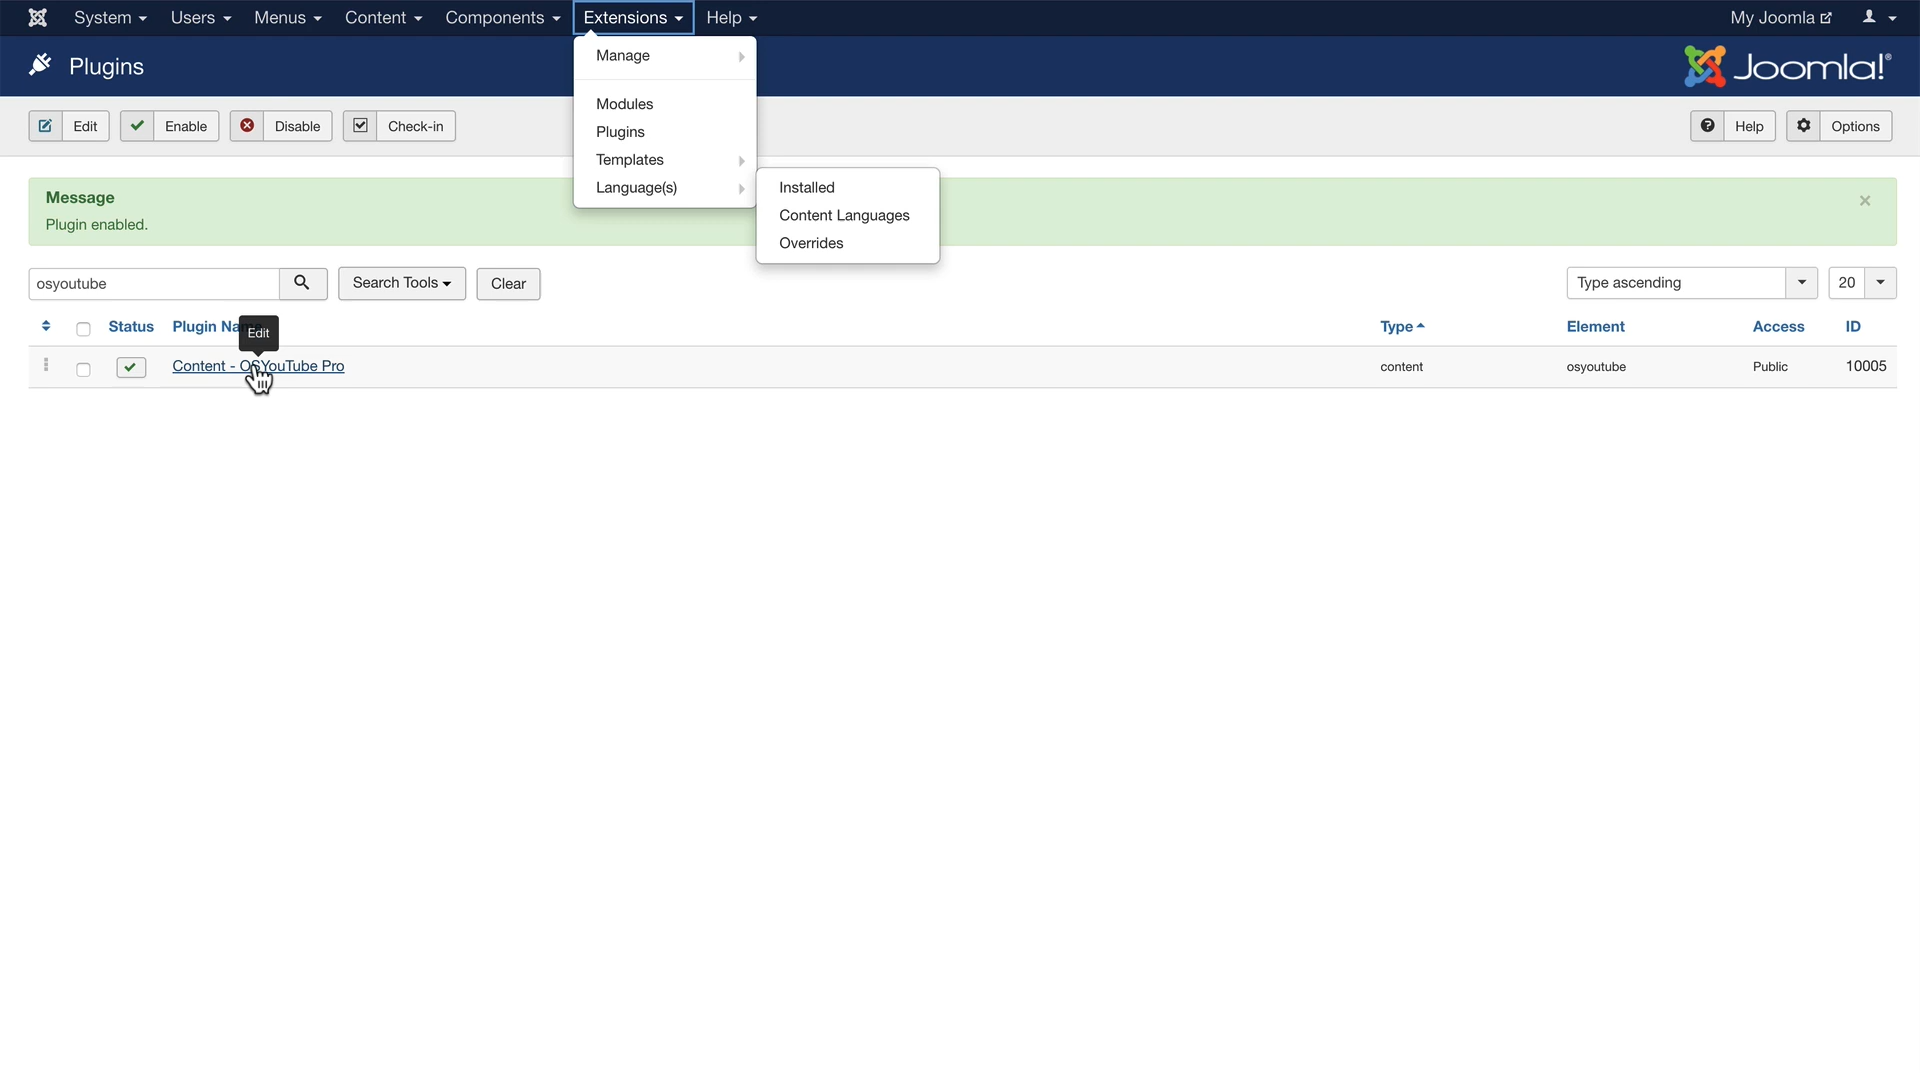 System Users Menus Content Components Extensions Help My Joomla
Plugins
Joomla!®
Manage
Modules
Plugins
Templates
Language(s)
Installed
Content Languages
Overrides
Edit Enable Disable Check-in Help Options
Message
Plugin enabled.
osyoutube Search Tools Clear Type ascending 20
Status Plugin Na Type Element Access ID
Edit
Content - OSYouTube Pro content osyoutube Public 10005